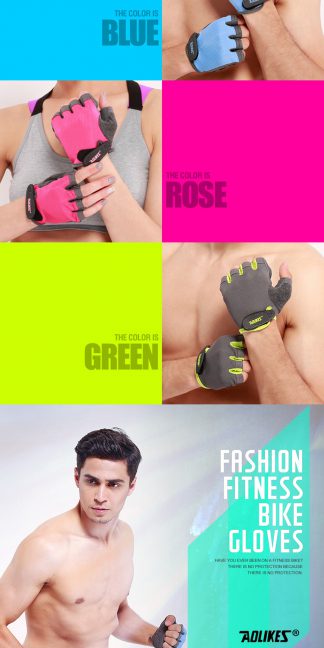 THE COLOR IS
BLUE
THE COLOR IS
ROSE
THE COLOR IS
GREEN
FASHION
FITNESS
BIKE
GLOVES
HAVE YOU EVER BEEN ON A FITNESS BIKE?
THERE IS NO PROTECTION BECAUSE
THERE IS NO PROTECTION.
AOLIKES®